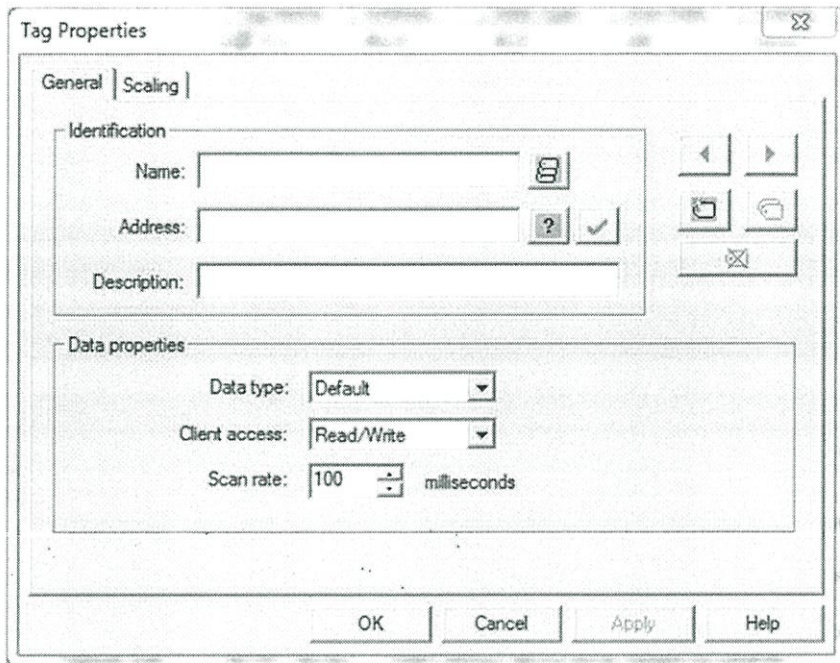 Tag Properties
General Scaling
Identification
Name:
Address: ?
Description:
Data properties
Data type: Default
Client access: Read/Write
Scan rate: 100 milliseconds
OK Cancel Apply Help